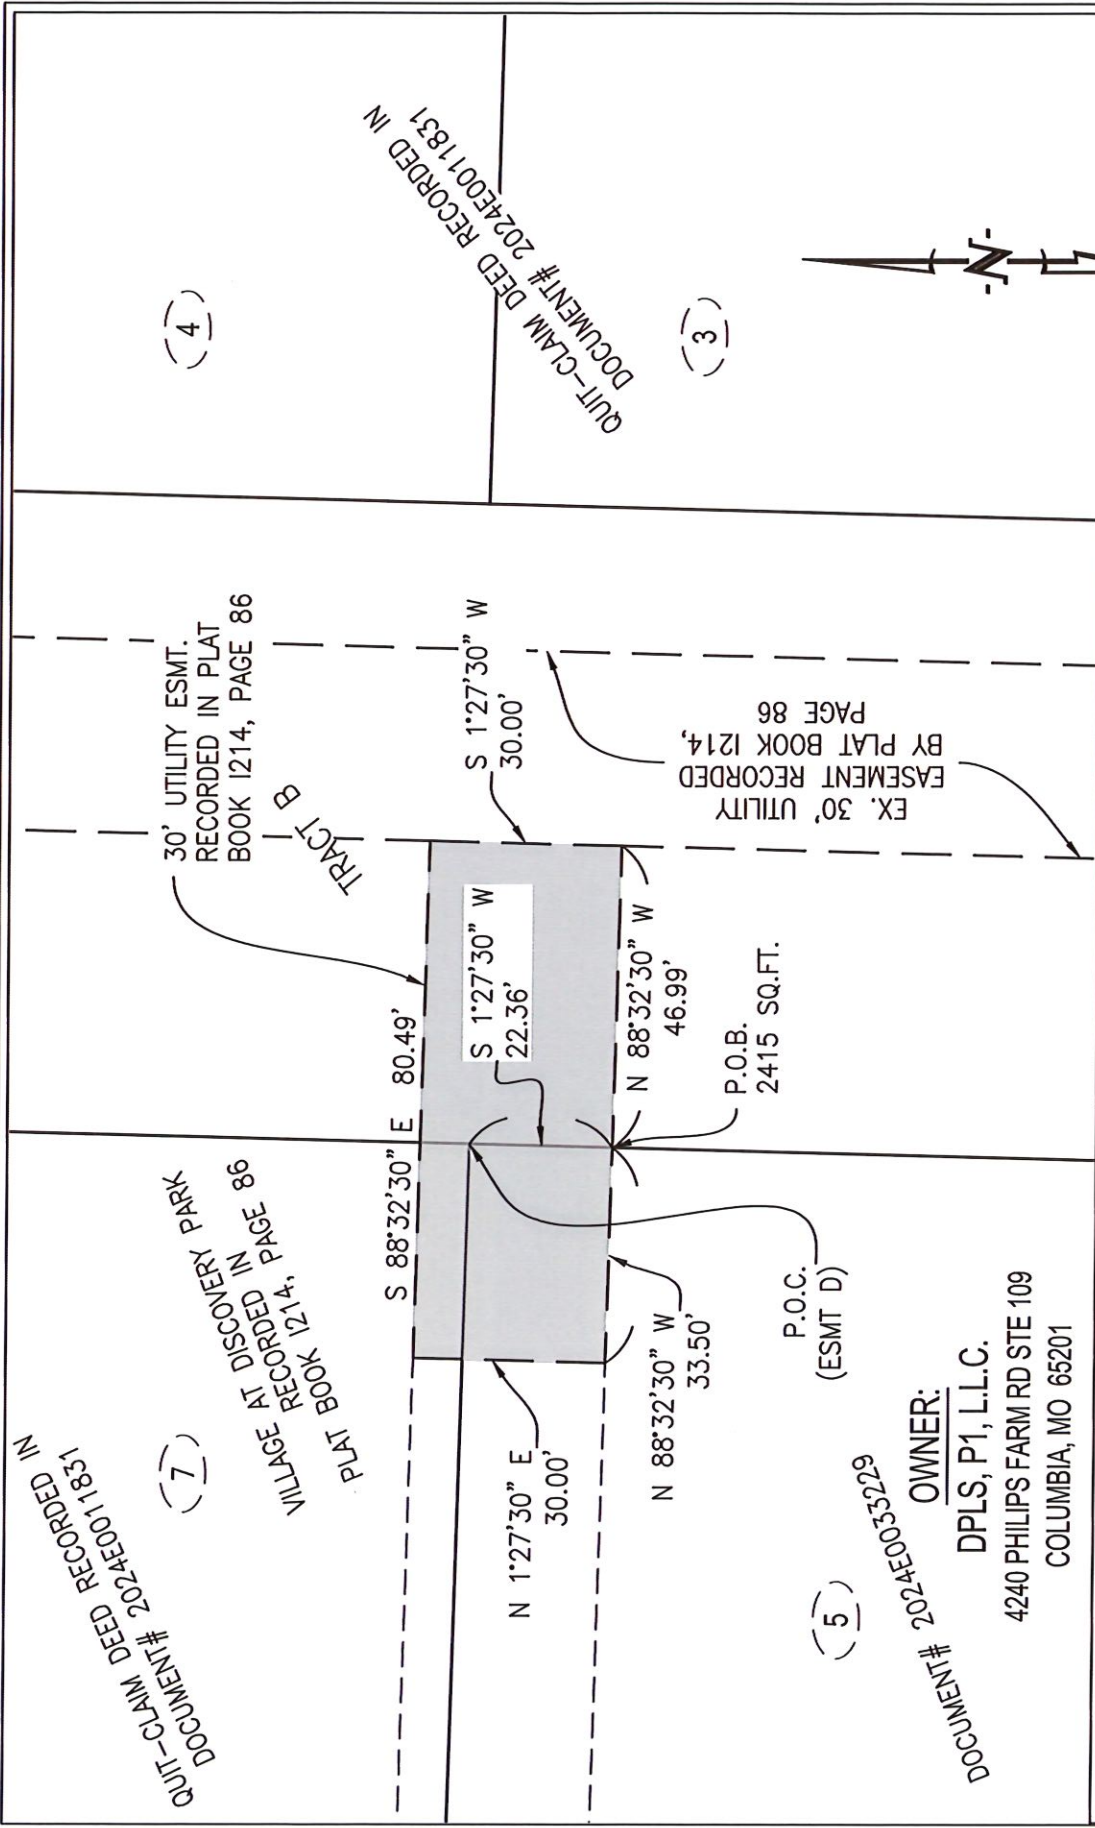 QUIT-CLAIM DEED RECORDED IN
DOCUMENT# 2024E0011831
7
VILLAGE AT DISCOVERY PARK
RECORDED IN
PLAT BOOK 1214, PAGE 86
30' UTILITY ESMT.
RECORDED IN PLAT
BOOK 1214, PAGE 86
TRACT B
4
QUIT-CLAIM DEED RECORDED IN
DOCUMENT# 2024E0011831
3
N
S 88°32'30" E 80.49'
S 1°27'30" W
22.36'
S 1°27'30" W
30.00'
N 1°27'30" E
30.00'
N 88°32'30" W
33.50'
N 88°32'30" W
46.99'
P.O.B.
2415 SQ.FT.
P.O.C.
(ESMT D)
EX. 30' UTILITY
EASEMENT RECORDED
BY PLAT BOOK 1214,
PAGE 86
5
DOCUMENT# 2024E0033229
OWNER:
DPLS, P1, L.L.C.
4240 PHILIPS FARM RD STE 109
COLUMBIA, MO 65201